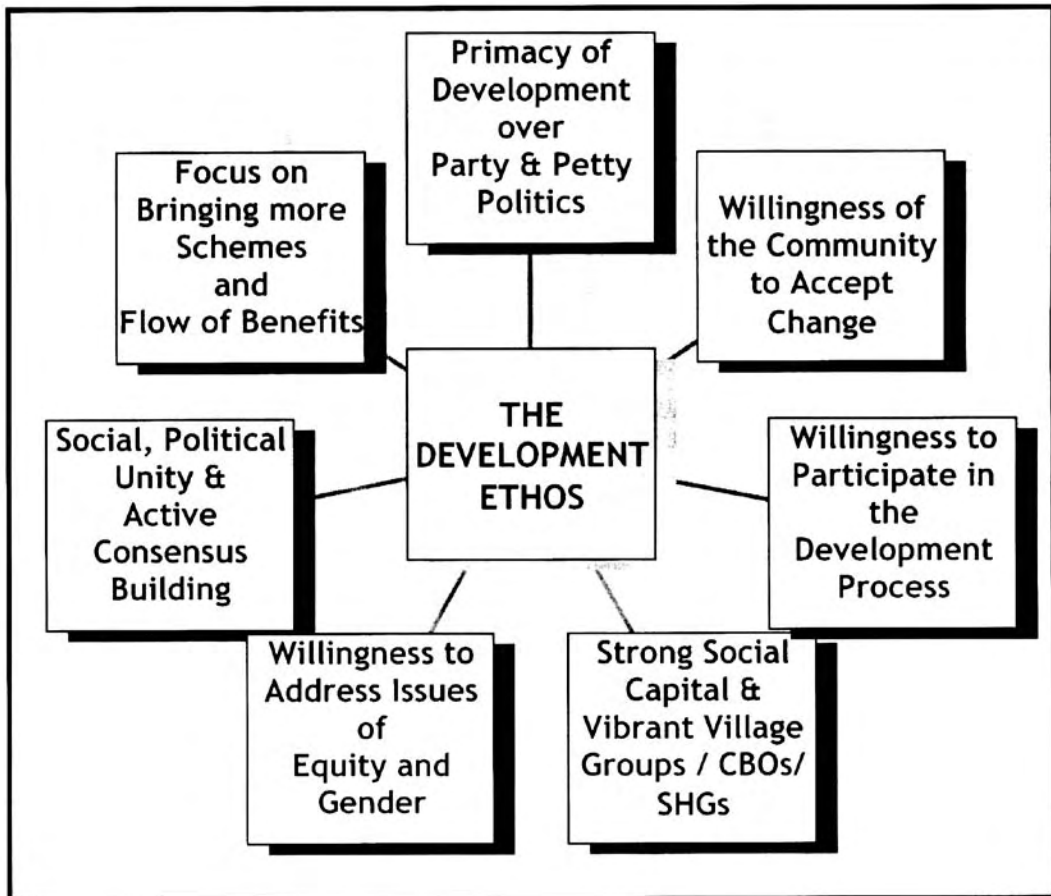 Primacy of
Development
over
Party & Petty
Politics
Focus on
Bringing more
Schemes
and
Flow of Benefits
Willingness of
the Community
to Accept
Change
THE
DEVELOPMENT
ETHOS
Social, Political
Unity &
Active
Consensus
Building
Willingness to
Participate in
the
Development
Process
Willingness to
Address Issues
of
Equity and
Gender
Strong Social
Capital &
Vibrant Village
Groups / CBOs/
SHGs